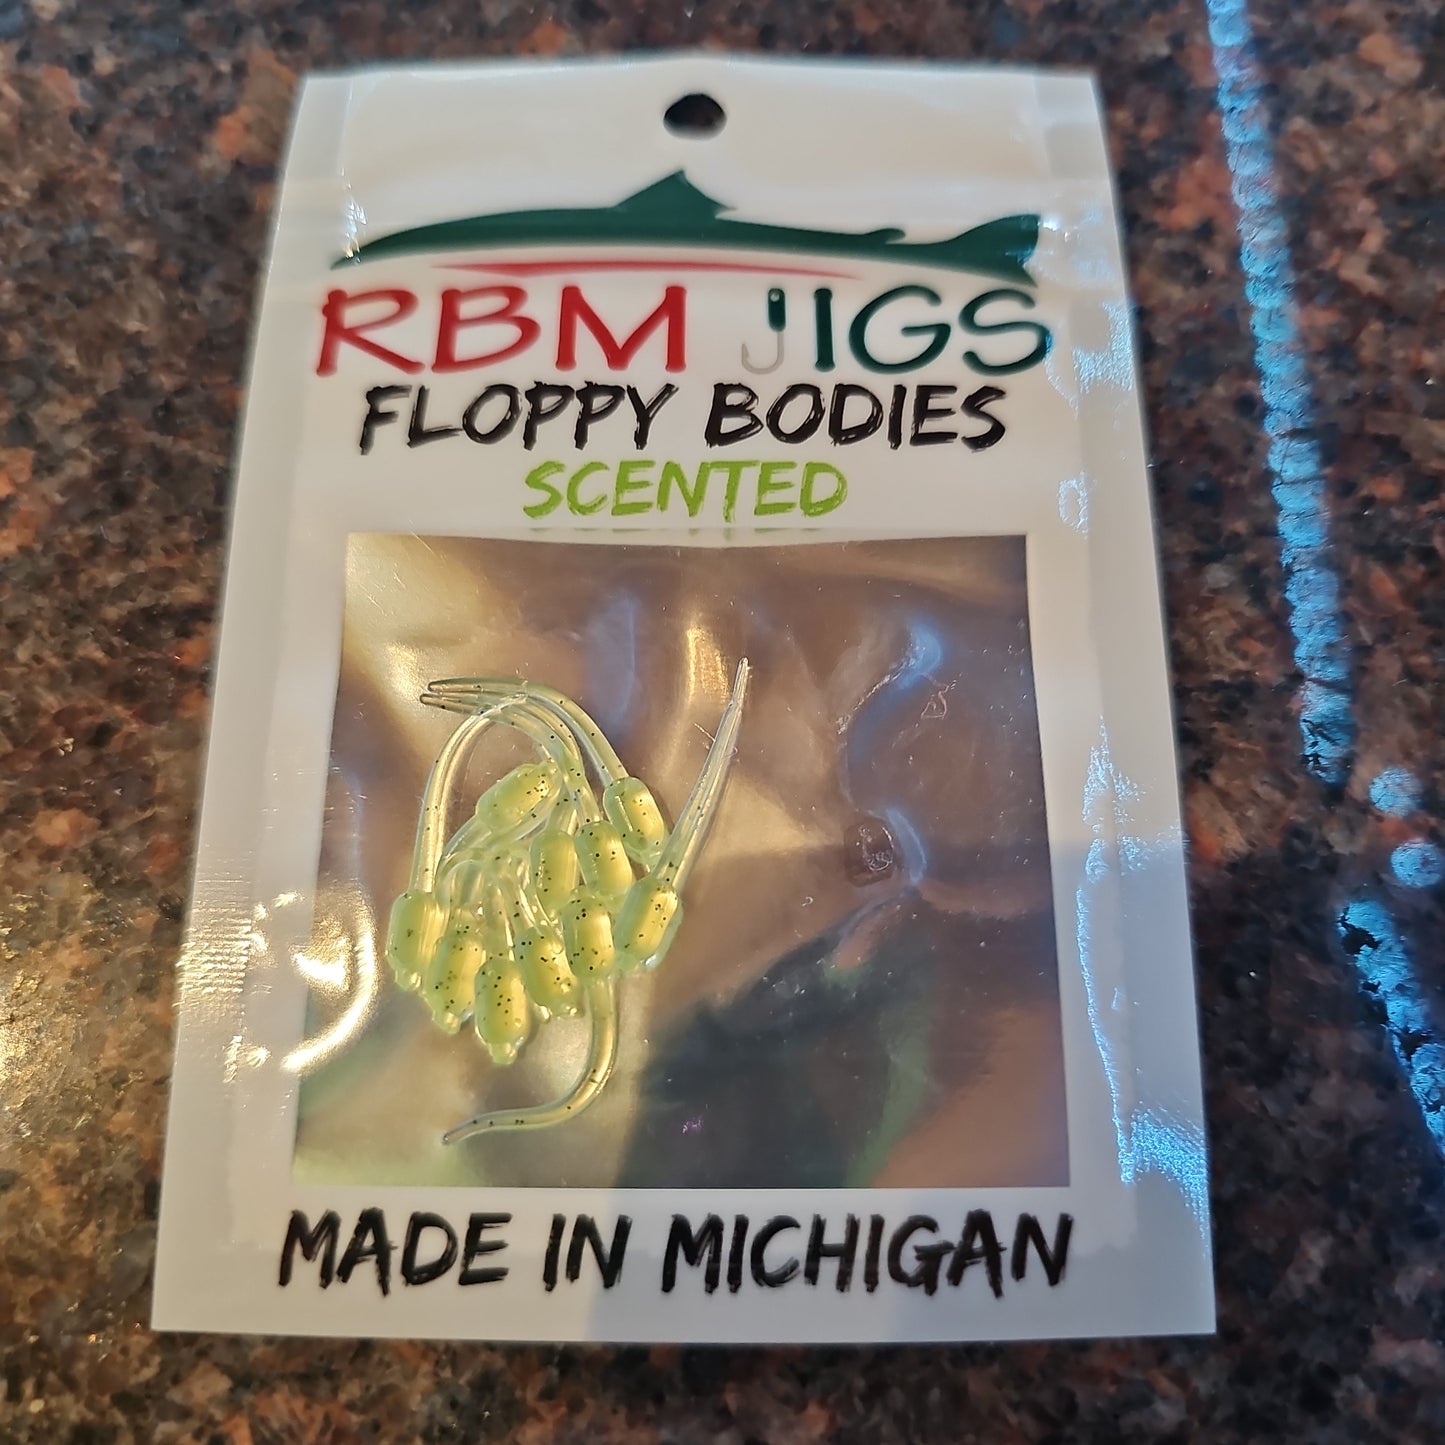 RBM JIGS
FLOPPY BODIES
SCENTED
MADE IN MICHIGAN